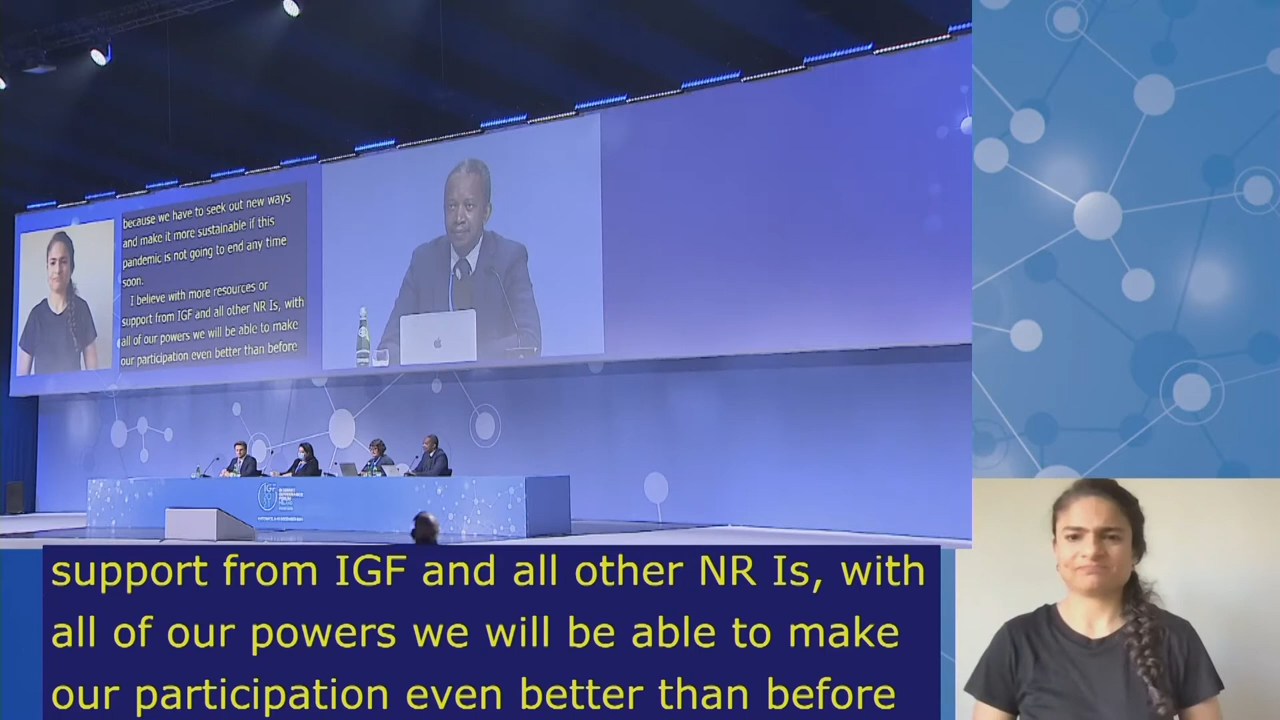 because we have to seek out new ways
and make it more sustainable if this
pandemic is not going to end any time
soon.
I believe with more resources or
support from IGF and all other NR Is, with
all of our powers we will be able to make
our participation even better than before
IGF
support from IGF and all other NR Is, with
all of our powers we will be able to make
our participation even better than before